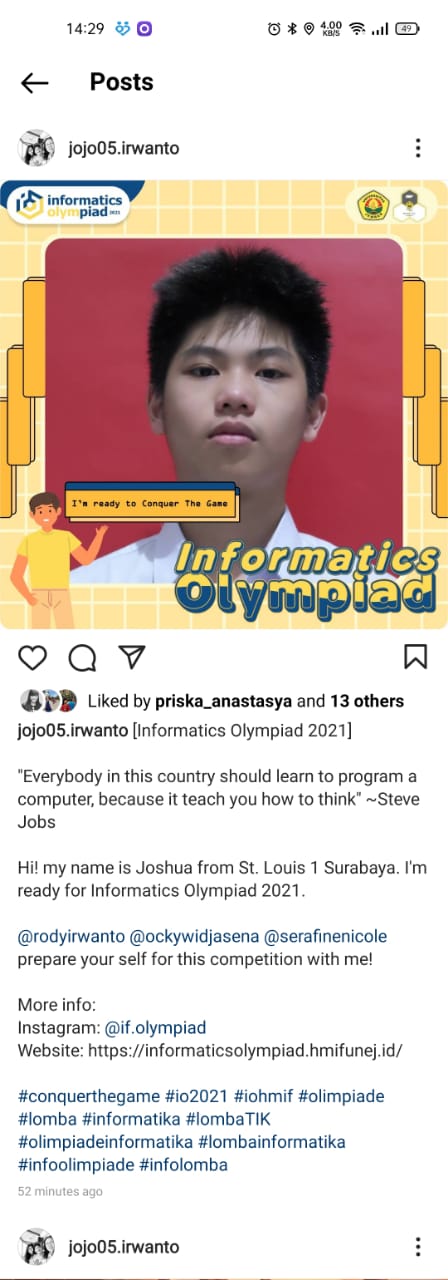 14:29
4.00
KB/S
49
Posts
jojo05.irwanto
informatics
olympiad 2021
I'm ready to Conquer The Game
Informatics
Olympiad
Liked by priska_anastasya and 13 others
jojo05.irwanto [Informatics Olympiad 2021]
"Everybody in this country should learn to program a
computer, because it teach you how to think" ~Steve
Jobs
Hi! my name is Joshua from St. Louis 1 Surabaya. I'm
ready for Informatics Olympiad 2021.
@rodyirwanto @ockywidjasena @serafinenicole
prepare your self for this competition with me!
More info:
Instagram: @if.olympiad
Website: https://informaticsolympiad.hmifunej.id/
#conquerthegame #io2021 #iohmif #olimpiade
#lomba #informatika #lombaTIK
#olimpiadeinformatika #lombainformatika
#infoolimpiade #infolomba
52 minutes ago
jojo05.irwanto